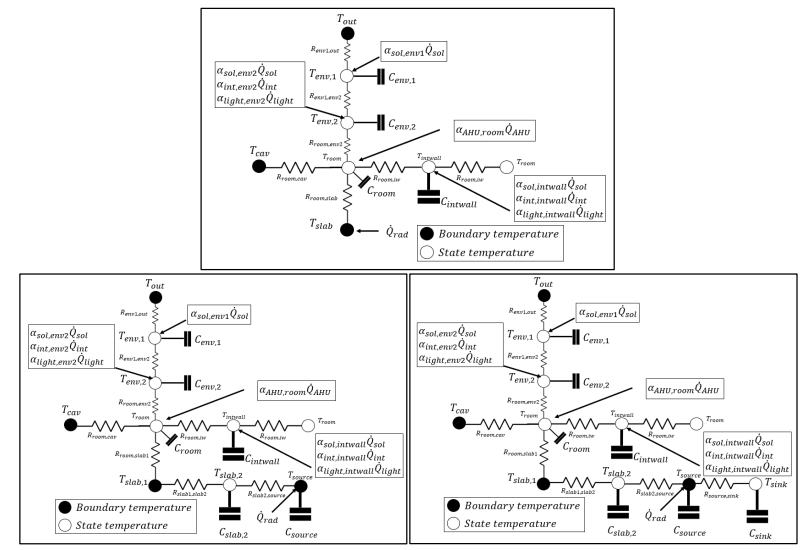 T_out
R_env1,out
α_sol,env1 Q̇_sol
T_env,1
C_env,1
α_sol,env2 Q̇_sol
α_int,env2 Q̇_int
α_light,env2 Q̇_light
R_env1,env2
T_env,2
C_env,2
R_room,env2
α_AHU,room Q̇_AHU
T_cav
T_room
T_intwall
T_room
R_room,cav
R_room,iw
R_room,iw
C_room
C_intwall
α_sol,intwall Q̇_sol
α_int,intwall Q̇_int
α_light,intwall Q̇_light
R_room,slab
T_slab
Q̇_rad
Boundary temperature
State temperature
T_out
R_env1,out
α_sol,env1 Q̇_sol
T_env,1
C_env,1
α_sol,env2 Q̇_sol
α_int,env2 Q̇_int
α_light,env2 Q̇_light
R_env1,env2
T_env,2
C_env,2
R_room,env2
α_AHU,room Q̇_AHU
T_cav
T_room
T_intwall
T_room
R_room,cav
R_room,iw
R_room,iw
C_room
C_intwall
α_sol,intwall Q̇_sol
α_int,intwall Q̇_int
α_light,intwall Q̇_light
R_room,slab1
T_slab,1
T_slab,2
T_source
R_slab1,slab2
R_slab2,source
Q̇_rad
C_slab,2
C_source
Boundary temperature
State temperature
T_out
R_env1,out
α_sol,env1 Q̇_sol
T_env,1
C_env,1
α_sol,env2 Q̇_sol
α_int,env2 Q̇_int
α_light,env2 Q̇_light
R_env1,env2
T_env,2
C_env,2
R_room,env2
α_AHU,room Q̇_AHU
T_cav
T_room
T_intwall
T_room
R_room,cav
R_room,iw
R_room,iw
C_room
C_intwall
α_sol,intwall Q̇_sol
α_int,intwall Q̇_int
α_light,intwall Q̇_light
R_room,slab1
T_slab,1
T_slab,2
T_source
T_sink
R_slab1,slab2
R_slab2,source
R_source,sink
Q̇_rad
C_slab,2
C_source
C_sink
Boundary temperature
State temperature